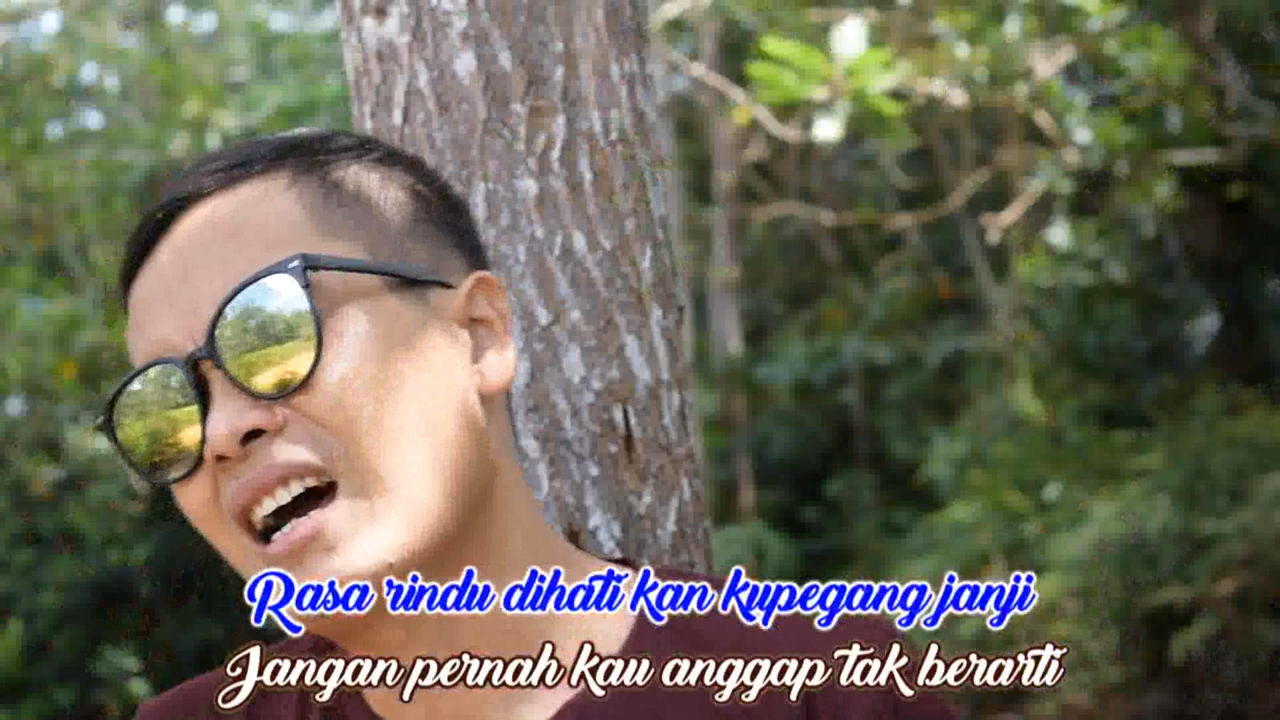 Rasa rindu dihati kan kupegang janji
Jangan pernah kau anggap tak berarti